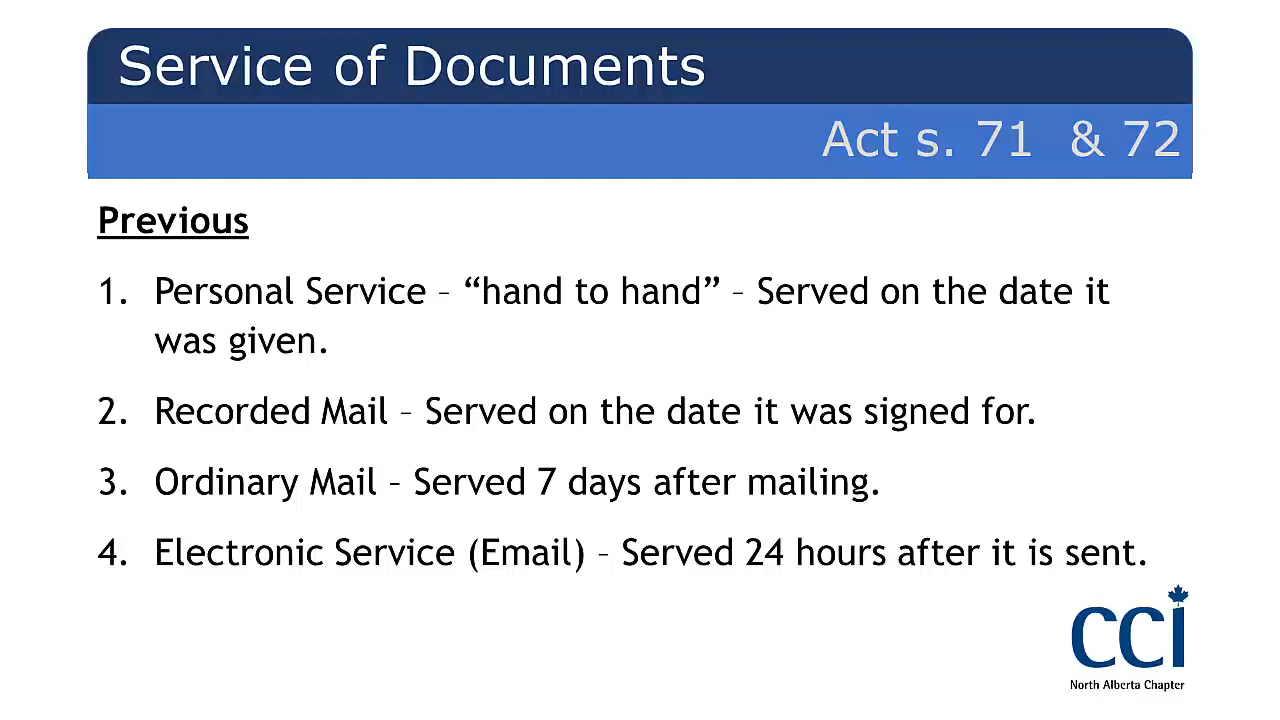 Service of Documents
Act s. 71 & 72
Previous
1. Personal Service – “hand to hand” – Served on the date it
was given.
2. Recorded Mail – Served on the date it was signed for.
3. Ordinary Mail – Served 7 days after mailing.
4. Electronic Service (Email) – Served 24 hours after it is sent.
CCI
North Alberta Chapter